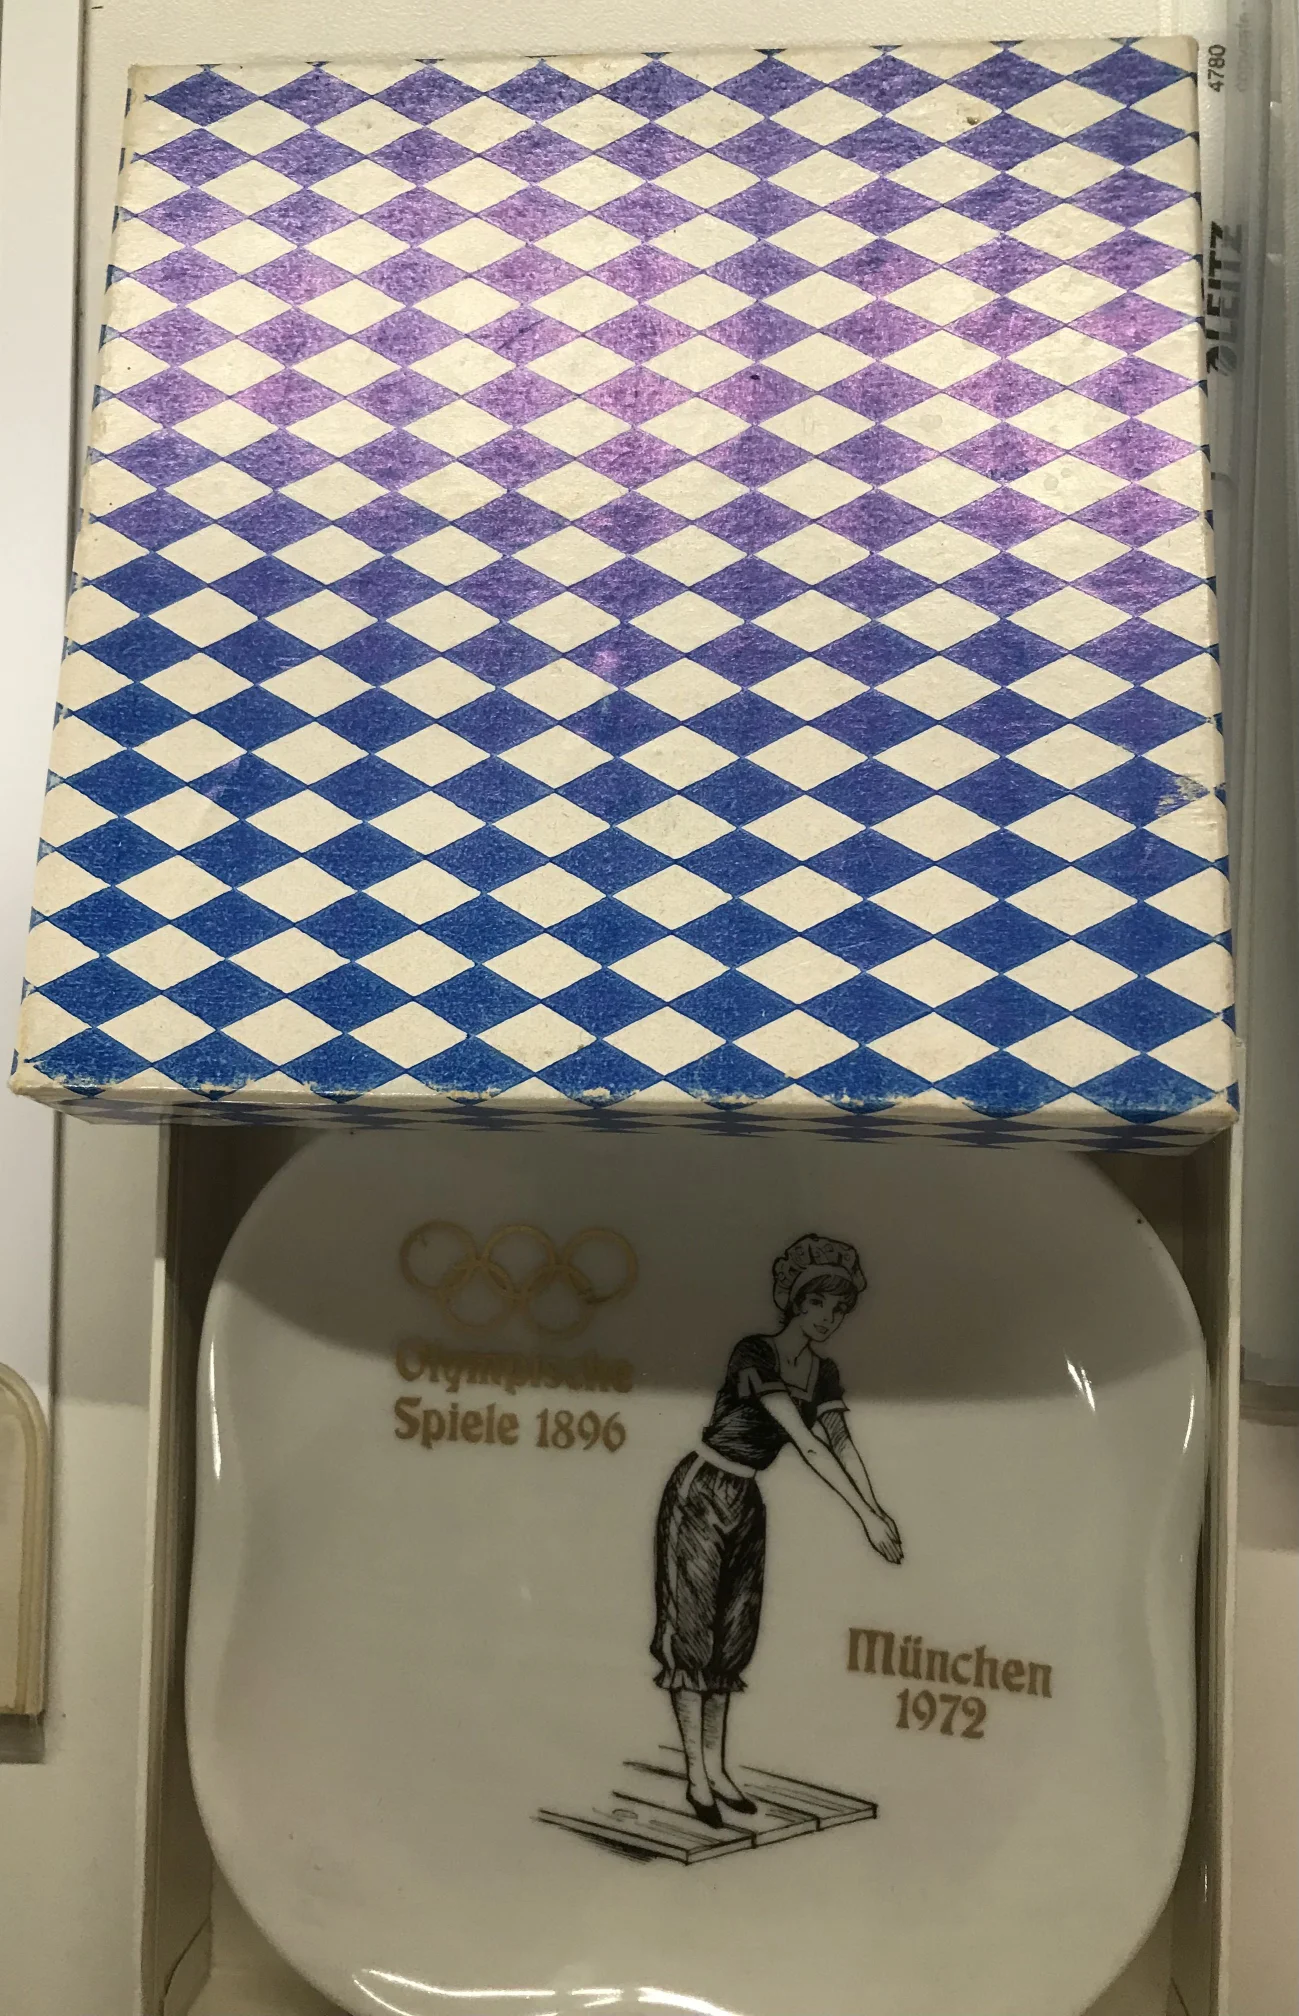 4780
LEITZ
Olympische
Spiele 1896
München
1972